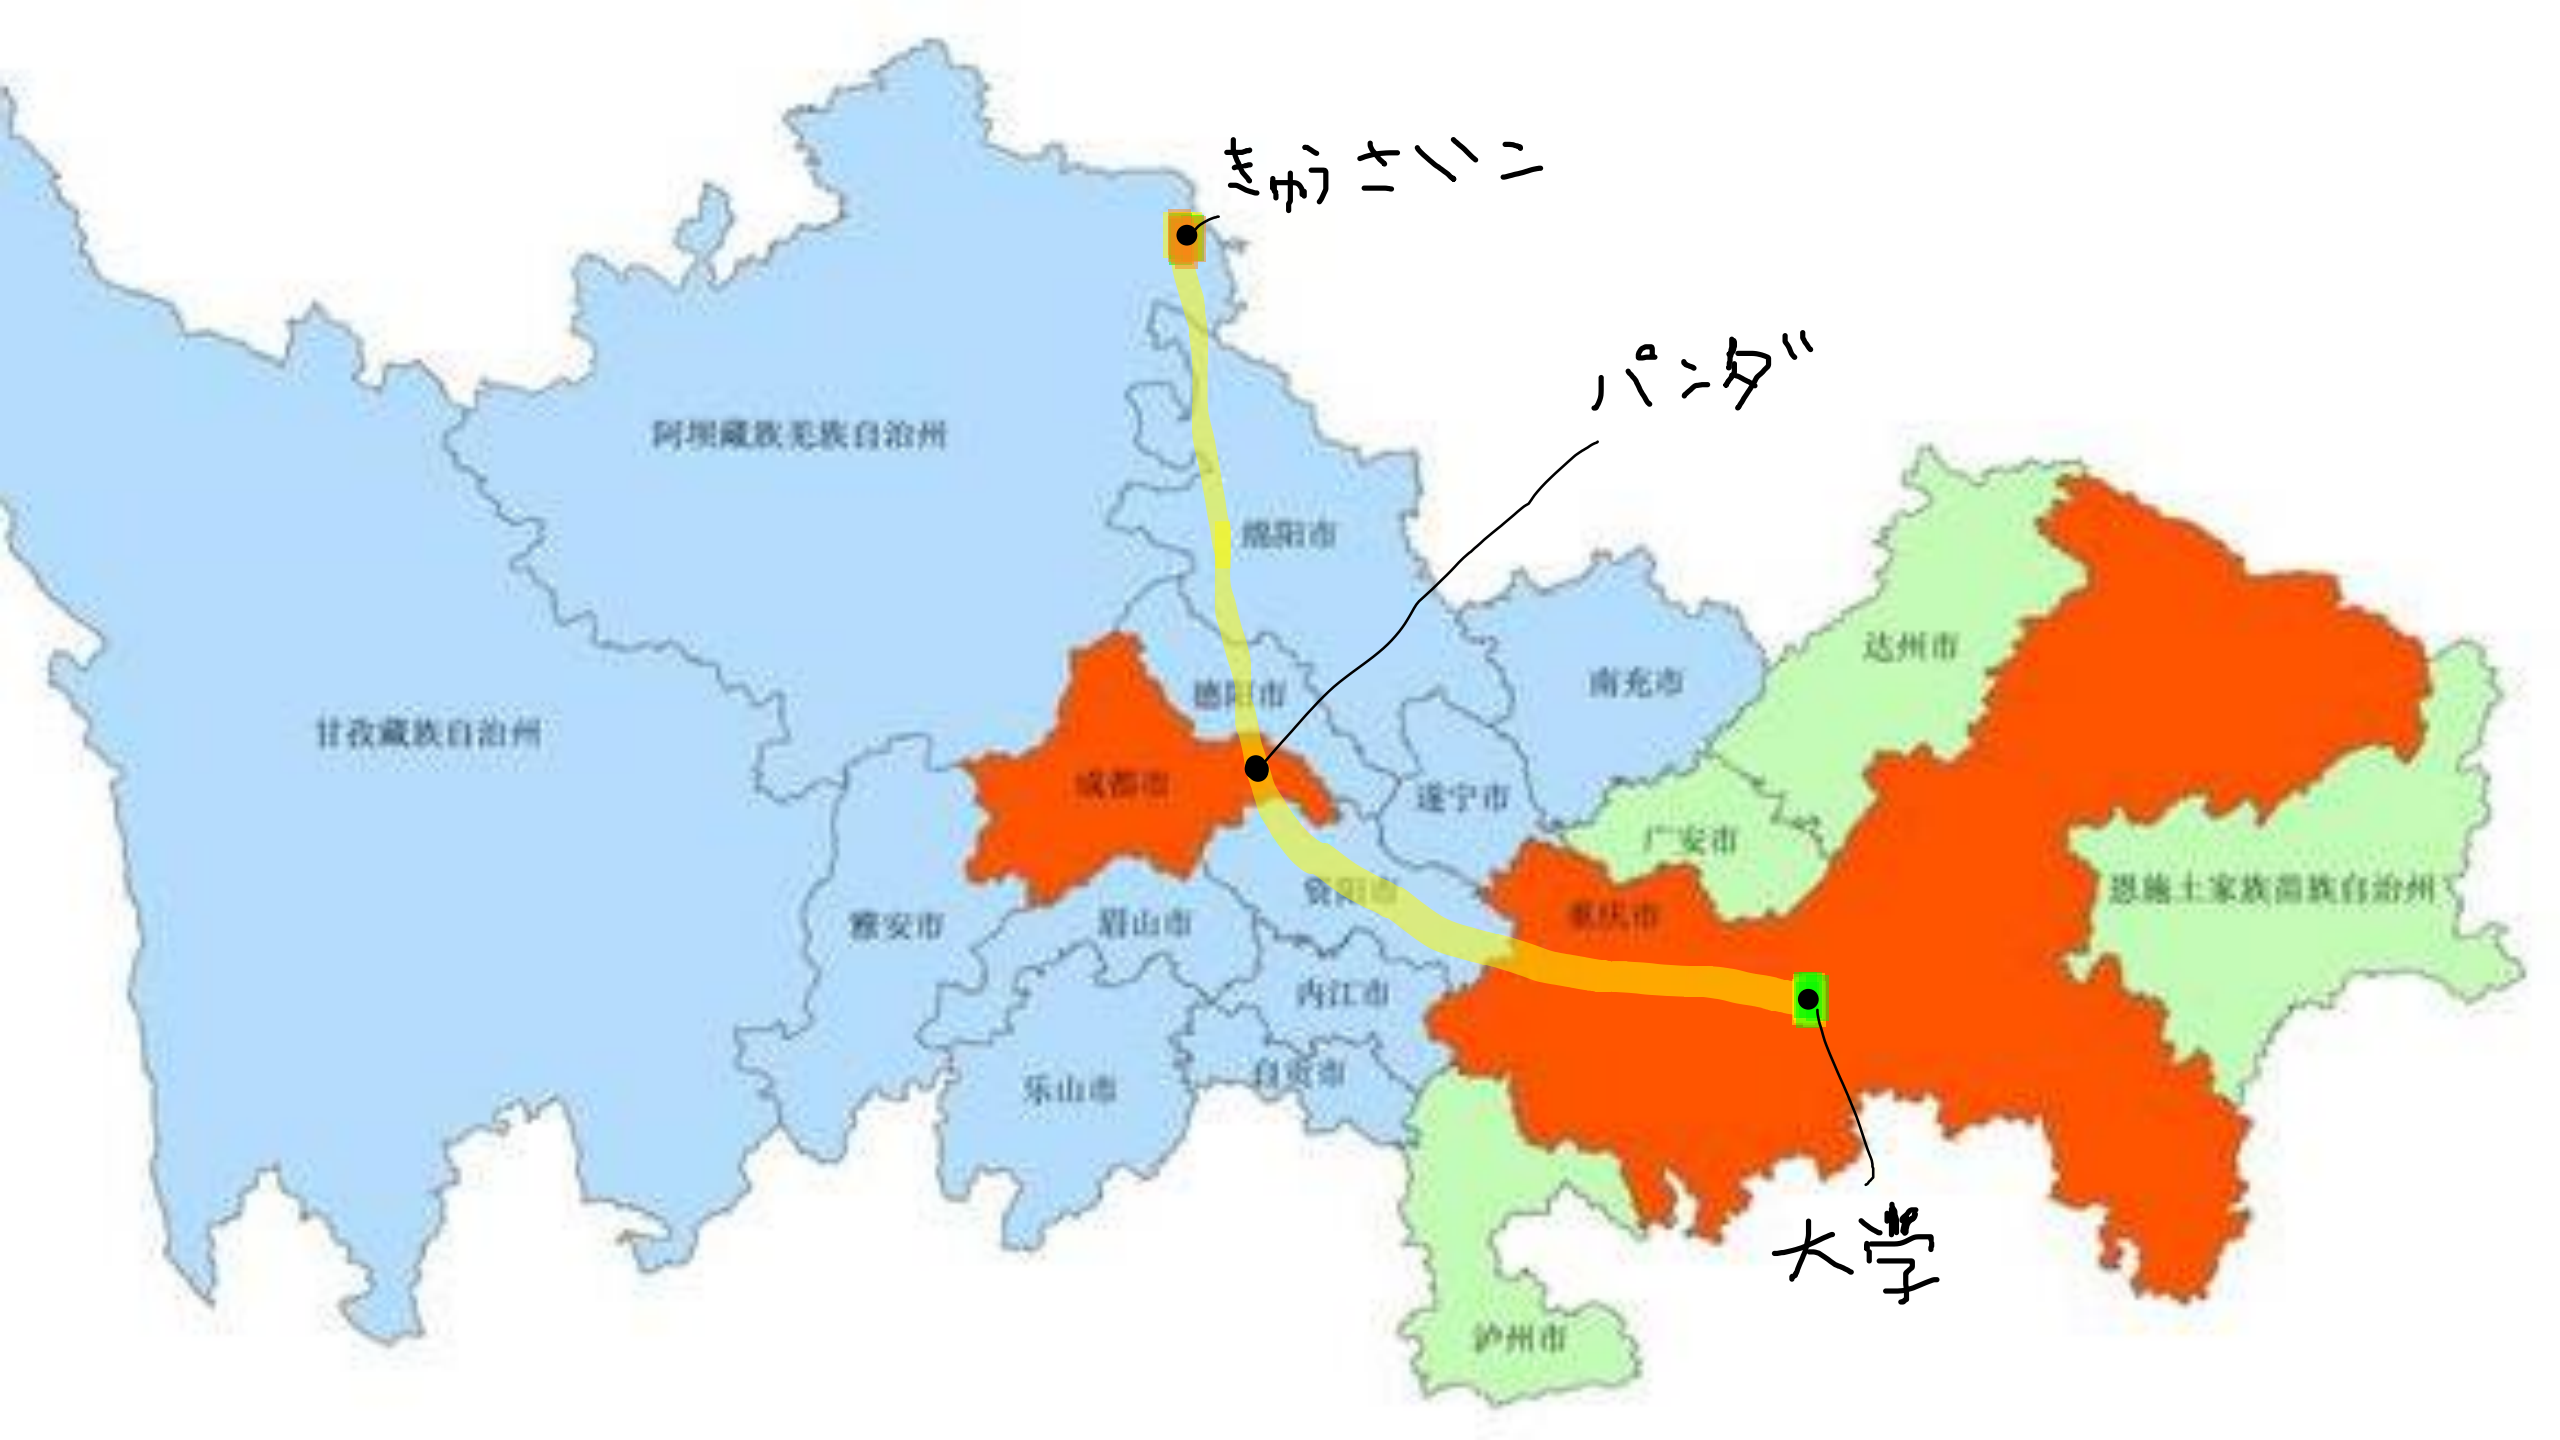 きゅうさいこ
パンダ
阿坝藏族羌族自治州
绵阳市
达州市
南充市
德阳市
甘孜藏族自治州
成都市
遂宁市
广安市
资阳市
恩施土家族苗族自治州
重庆市
雅安市
眉山市
内江市
自贡市
乐山市
大学
泸州市